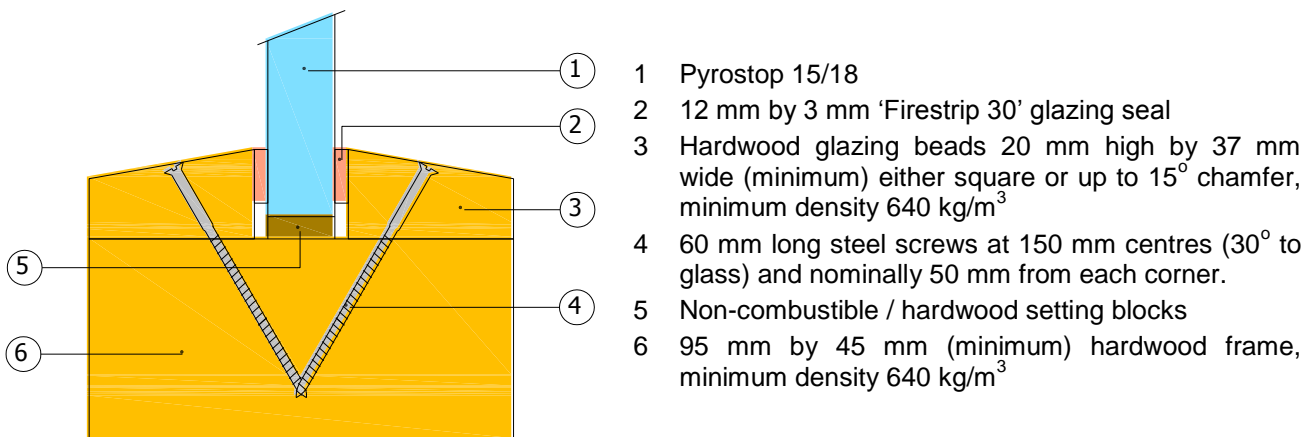 1 Pyrostop 15/18
2 12 mm by 3 mm ‘Firestrip 30’ glazing seal
3 Hardwood glazing beads 20 mm high by 37 mm
wide (minimum) either square or up to 15° chamfer,
minimum density 640 kg/m³
4 60 mm long steel screws at 150 mm centres (30° to
glass) and nominally 50 mm from each corner.
5 Non-combustible / hardwood setting blocks
6 95 mm by 45 mm (minimum) hardwood frame,
minimum density 640 kg/m³
1
2
3
4
5
6